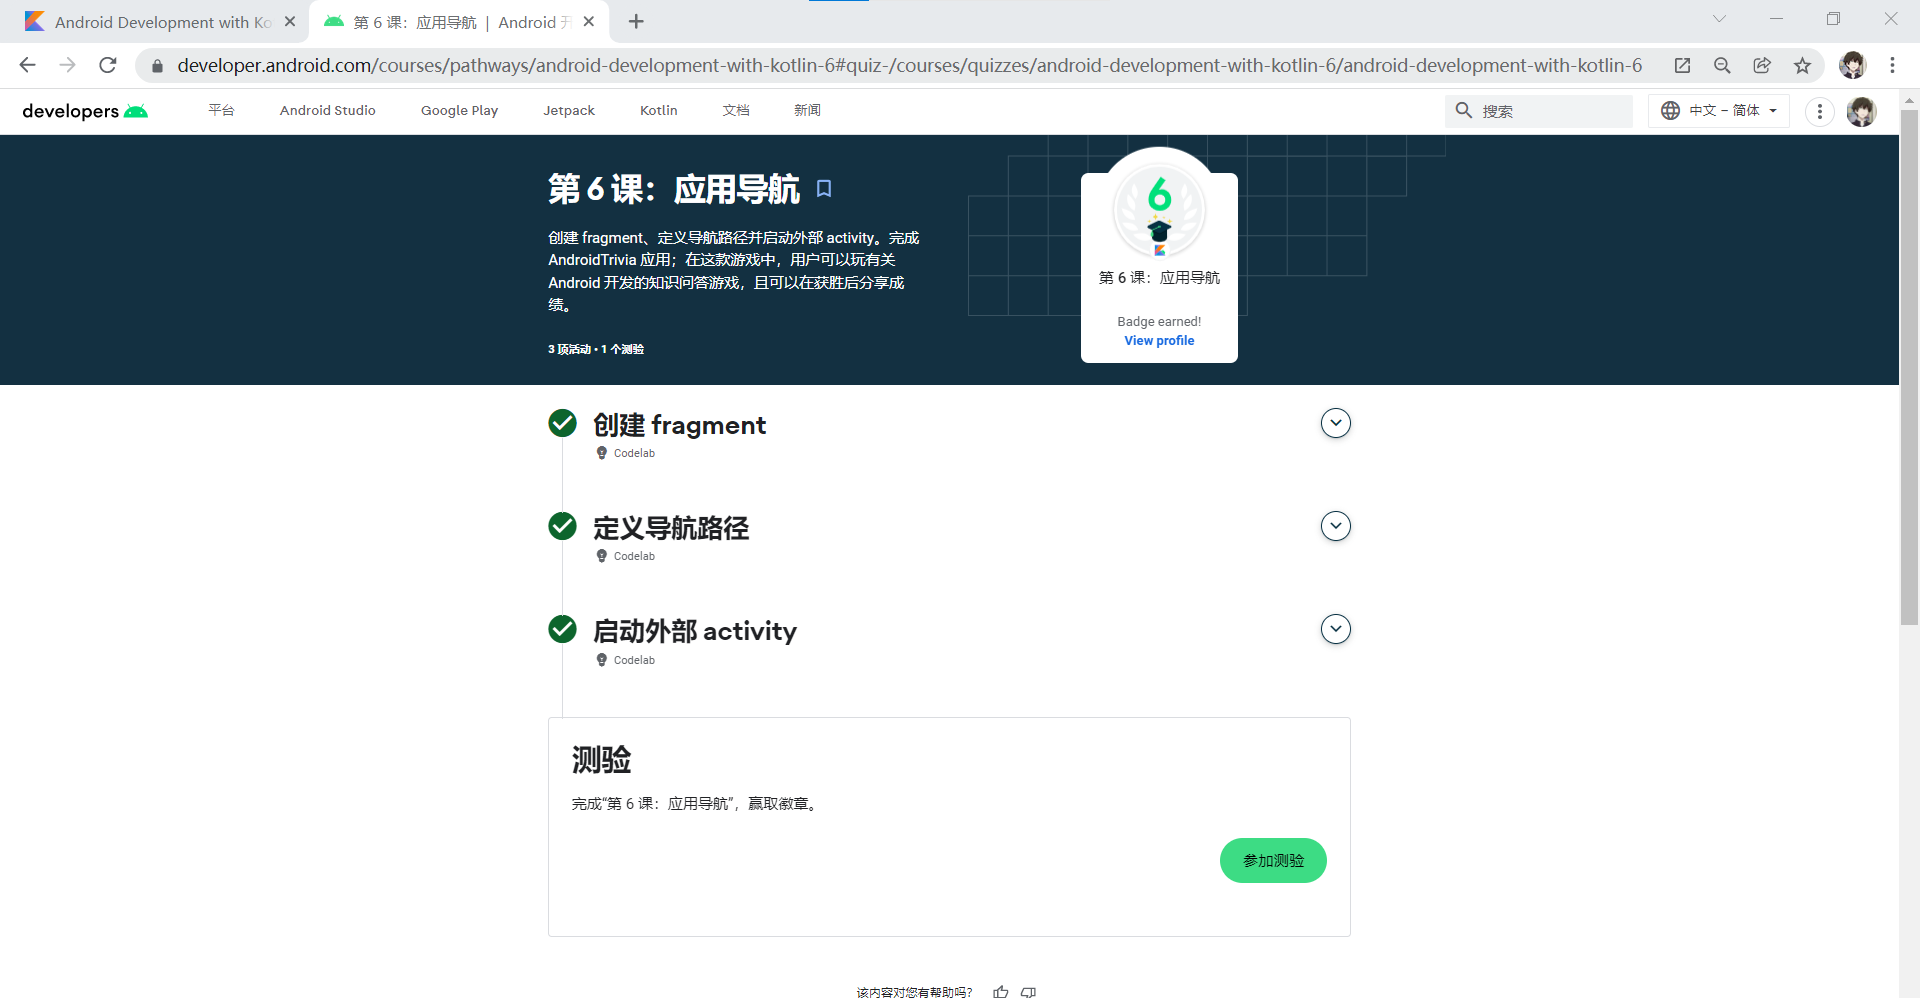 Android Development with Ko
第 6 课：应用导航 | Android 开
developer.android.com/courses/pathways/android-development-with-kotlin-6#quiz-/courses/quizzes/android-development-with-kotlin-6/android-development-with-kotlin-6
developers
平台
Android Studio
Google Play
Jetpack
Kotlin
文档
新闻
搜索
中文 – 简体
第 6 课：应用导航
创建 fragment、定义导航路径并启动外部 activity。完成
AndroidTrivia 应用；在这款游戏中，用户可以玩有关
Android 开发的知识问答游戏，且可以在获胜后分享成
绩。
3 项活动 • 1 个测验
6
第 6 课：应用导航
Badge earned!
View profile
创建 fragment
Codelab
定义导航路径
Codelab
启动外部 activity
Codelab
测验
完成“第 6 课：应用导航”，赢取徽章。
参加测验
该内容对您有帮助吗？